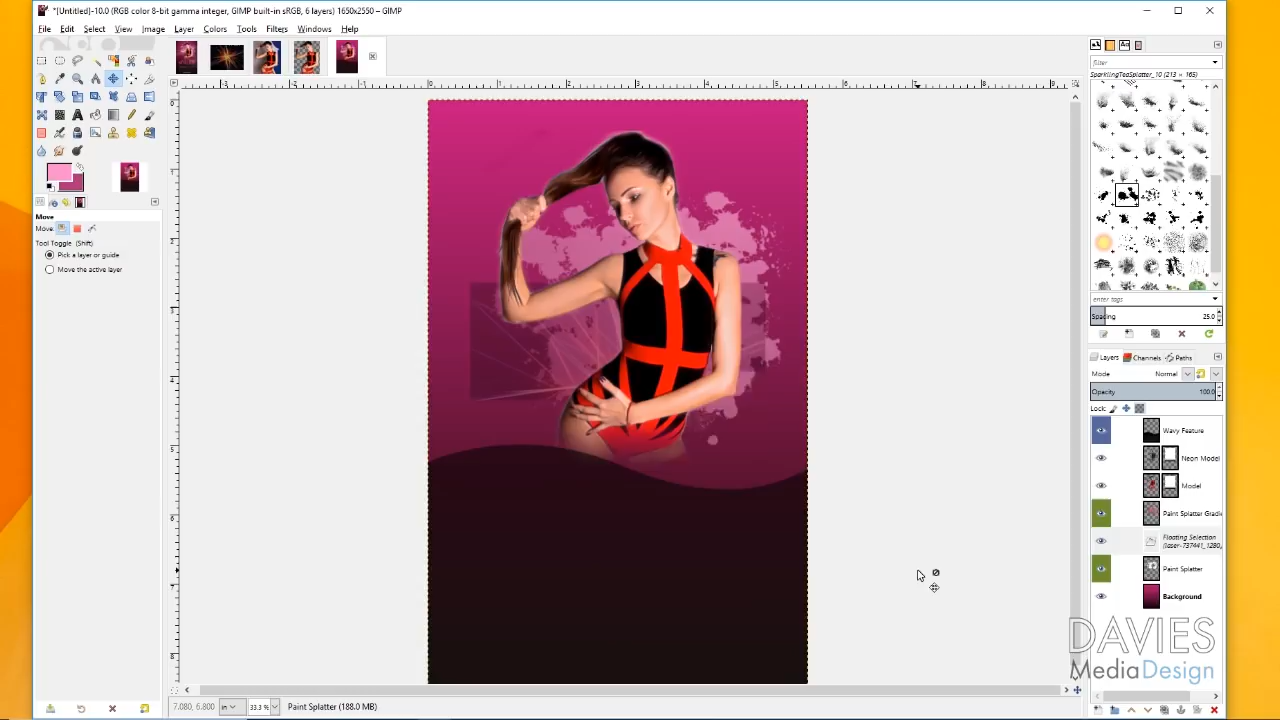 *[Untitled]-10.0 (RGB color 8-bit gamma integer, GIMP built-in sRGB, 6 layers) 1650x2550 – GIMP
File Edit Select View Image Layer Colors Tools Filters Windows Help
filter
SparklingTeaSplatter_10 (213 × 165)
Move
Move:
Tool Toggle (Shift)
Pick a layer or guide
Move the active layer
enter tags
Spacing 25.0
Layers Channels Paths
Mode Normal
Opacity 100.0
Lock:
Wavy Feature
Neon Model
Model
Paint Splatter Gradi
Floating Selection
(laser-737441_1280,
Paint Splatter
Background
DAVIES
MediaDesign
7.080, 6.800 in 33.3 % Paint Splatter (188.0 MB)